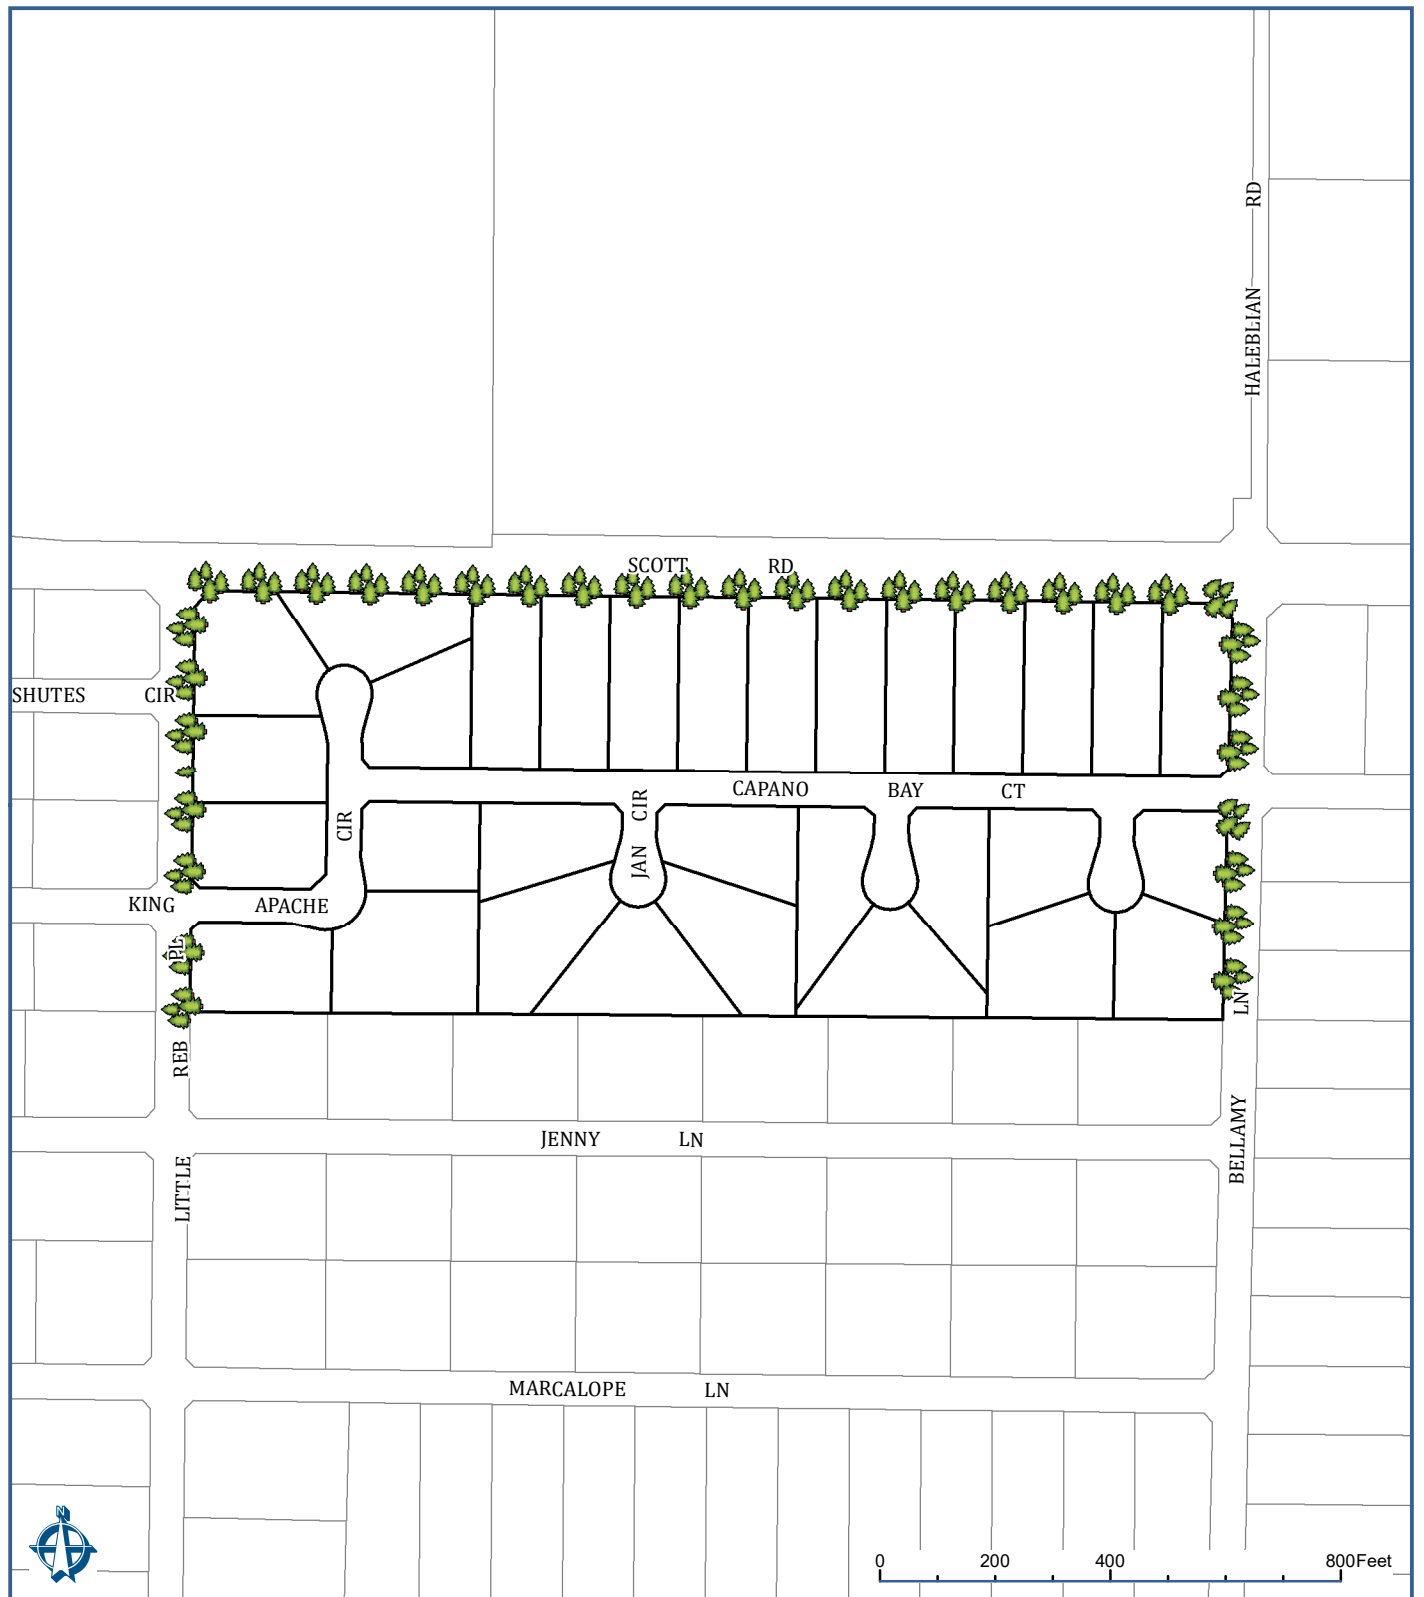 HALEBLIAN RD
SCOTT RD
SHUTES CIR
CAPANO BAY CT
JAN CIR
CIR
KING APACHE
LITTLE REB PL
BELLAMY LN
JENNY LN
MARCALOPE LN
N
0 200 400 800Feet